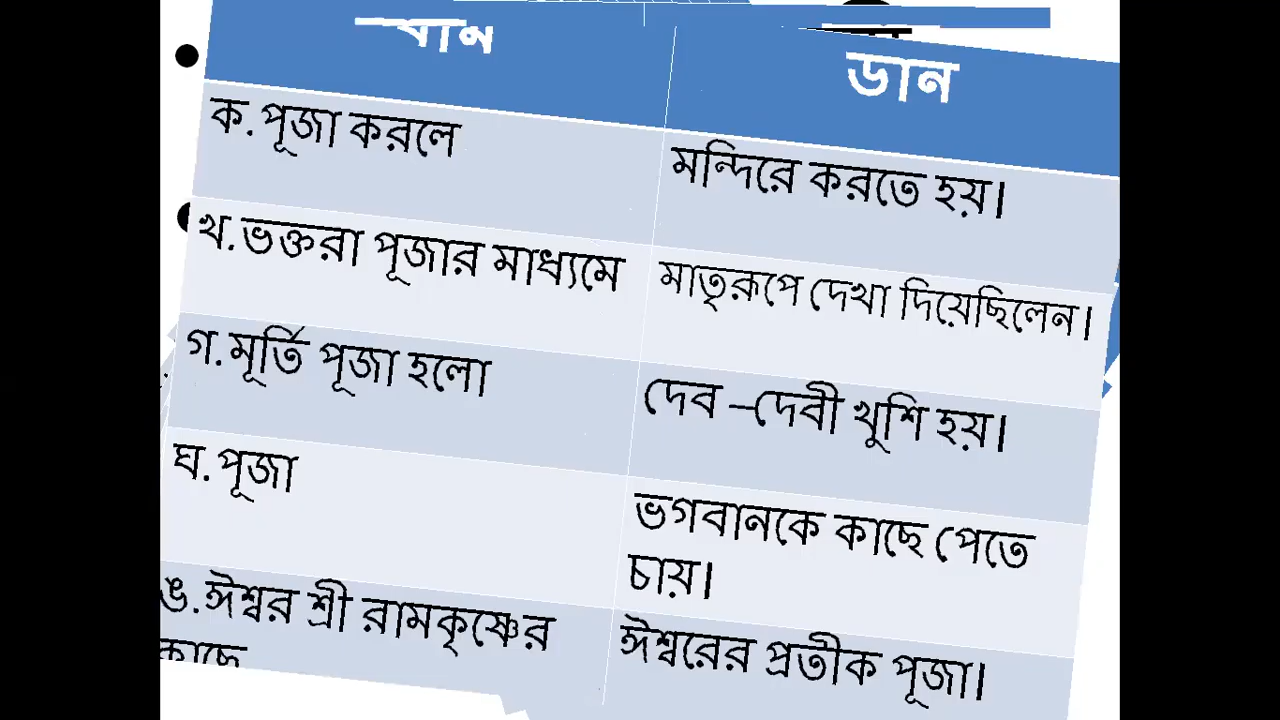 বাম
ডান
ক.পূজা করলে
মন্দিরে করতে হয়।
খ.ভক্তরা পূজার মাধ্যমে
মাতৃরূপে দেখা দিয়েছিলেন।
গ.মূর্তি পূজা হলো
দেব –দেবী খুশি হয়।
ঘ.পূজা
ভগবানকে কাছে পেতে
চায়।
ঙ.ঈশ্বর শ্রী রামকৃষ্ণের
কাছে
ঈশ্বরের প্রতীক পূজা।